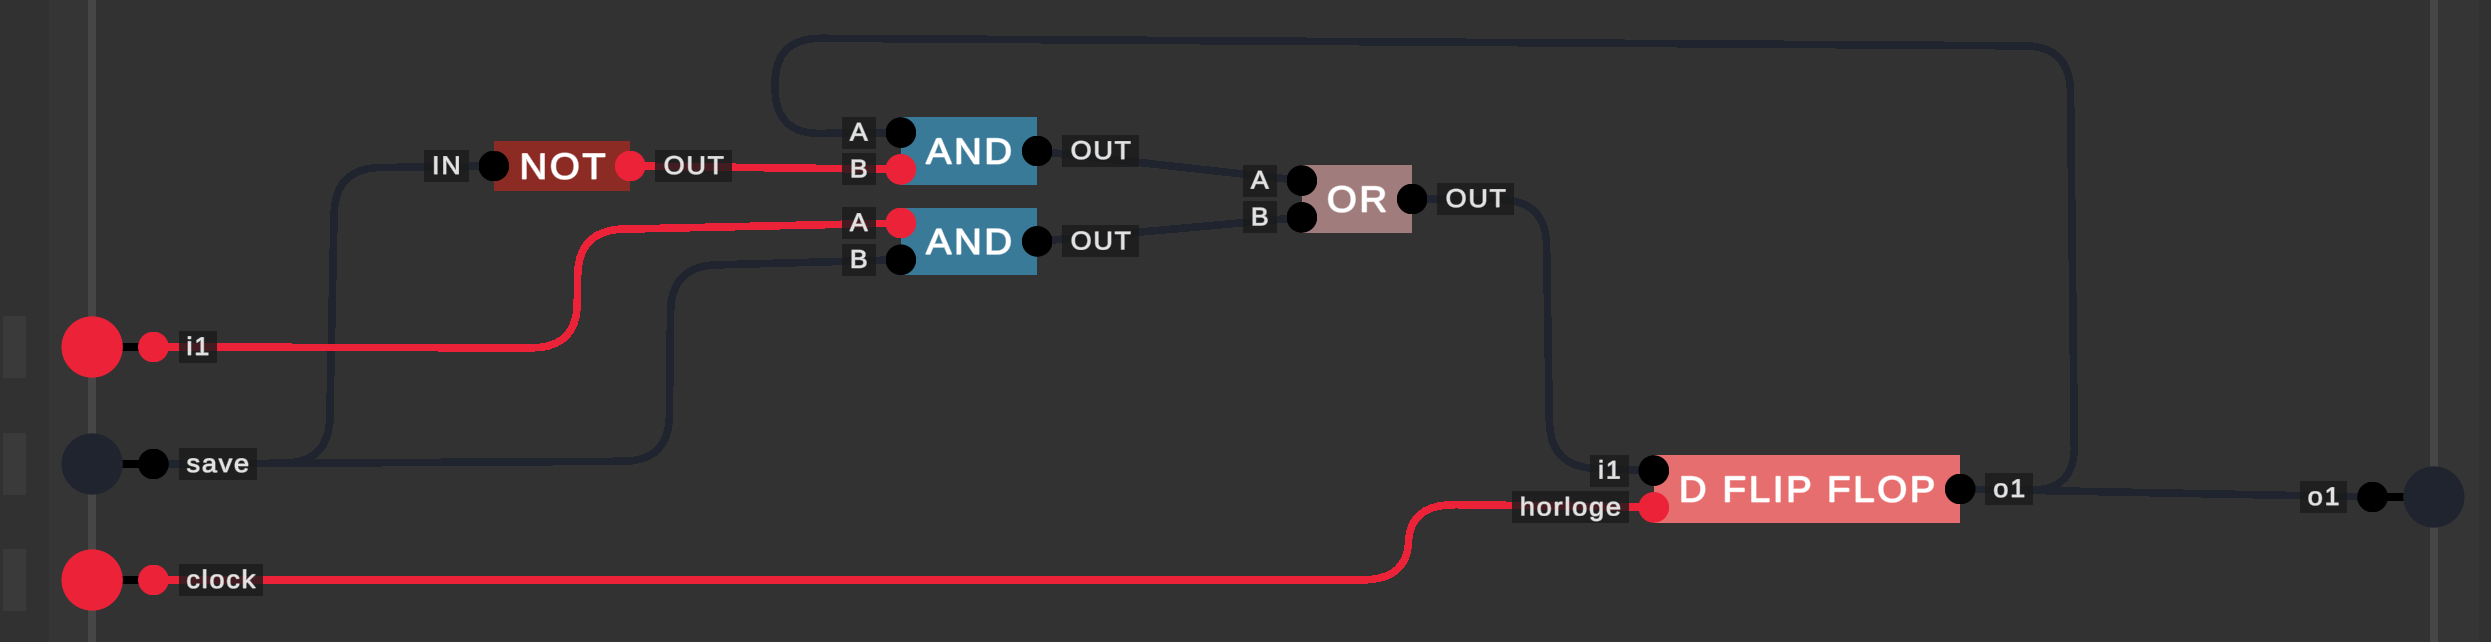 IN NOT OUT
A
B
AND OUT
A
B
AND OUT
A
B
OR OUT
i1
save
clock
i1
horloge
D FLIP FLOP o1
o1